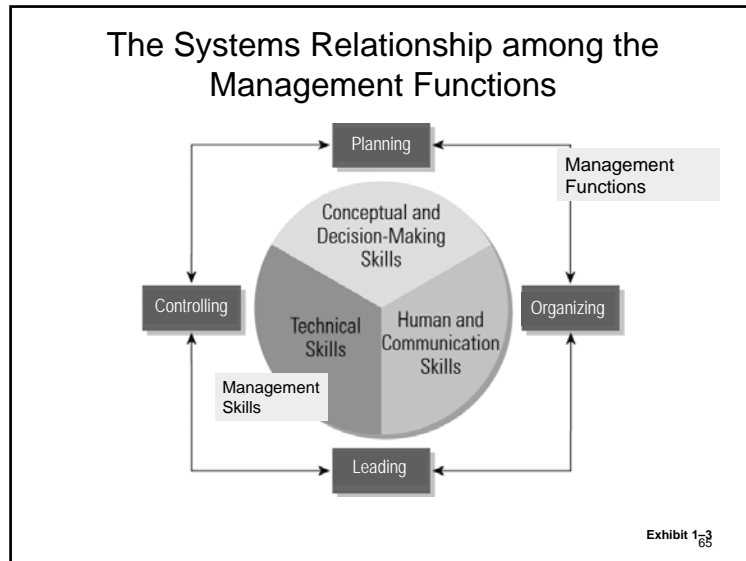 The Systems Relationship among the
Management Functions
Planning
Management
Functions
Conceptual and
Decision-Making
Skills
Controlling
Organizing
Technical
Skills
Human and
Communication
Skills
Management
Skills
Leading
Exhibit 1–3
65